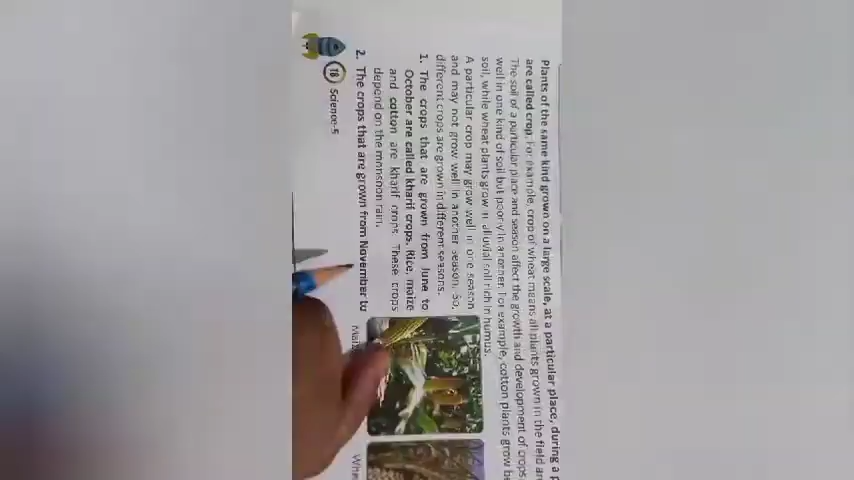 Plants of the same kind grown on a large scale, at a particular place, during a
are called crop. For example, crop of wheat means all plants grown in the field
The soil of a particular place and season affect the growth and development of crops
well in one kind of soil but poorly in another. For example, cotton plants grow
soil, while wheat plants grow in alluvial soil rich in humus.
A particular crop may grow well in one season
and may not grow well in another season. So,
different crops are grown in different seasons.
1. The crops that are grown from June to
October are called kharif crops. Rice, maize
and cotton are kharif crops. These crops
depend on the monsoon rain.
2. The crops that are grown from November to
18 Science-5